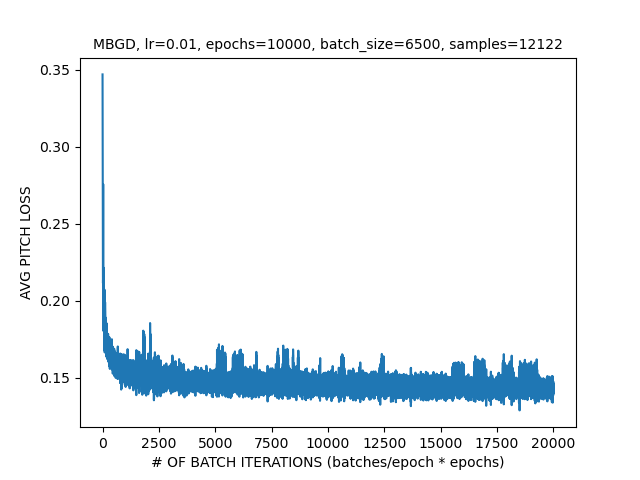 MBGD, lr=0.01, epochs=10000, batch_size=6500, samples=12122
0.35
0.30
0.25
0.20
0.15
AVG PITCH LOSS
0 2500 5000 7500 10000 12500 15000 17500 20000
# OF BATCH ITERATIONS (batches/epoch * epochs)